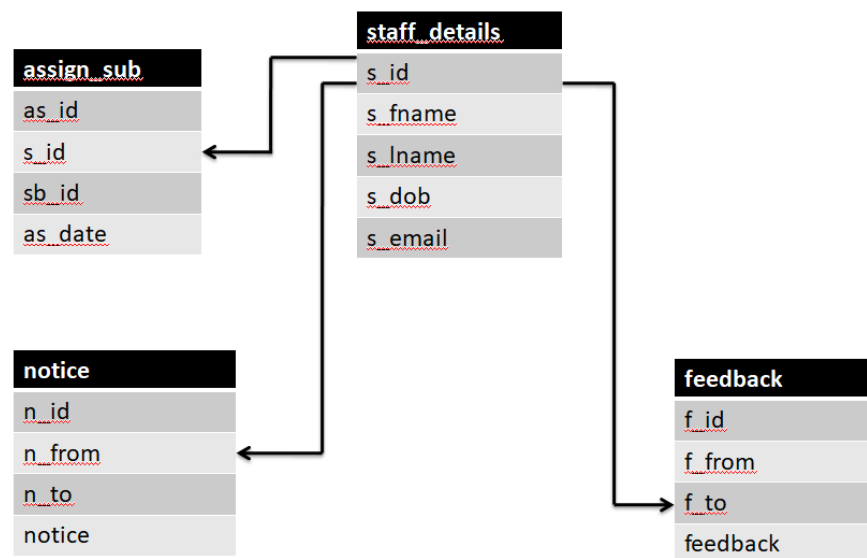 staff_details
s_id
s_fname
s_lname
s_dob
s_email
assign_sub
as_id
s_id
sb_id
as_date
notice
n_id
n_from
n_to
notice
feedback
f_id
f_from
f_to
feedback